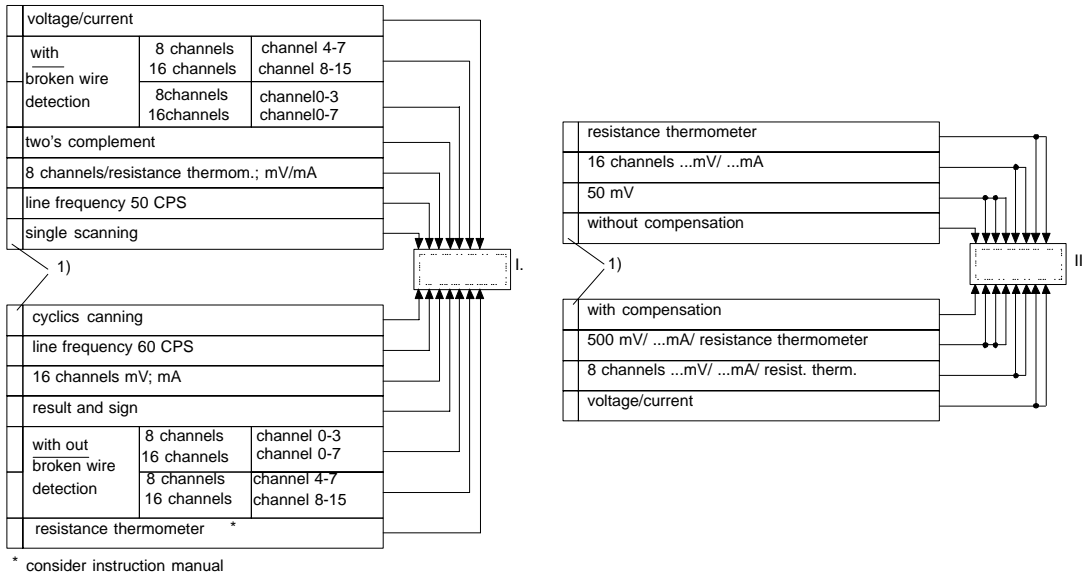 voltage/current
with
broken wire
detection
8 channels channel 4-7
16 channels channel 8-15
8channels channel0-3
16channels channel0-7
two's complement
8 channels/resistance thermom.; mV/mA
line frequency 50 CPS
single scanning
1)
I.
cyclics canning
line frequency 60 CPS
16 channels mV; mA
result and sign
with out
broken wire
detection
8 channels channel 0-3
16 channels channel 0-7
8 channels channel 4-7
16 channels channel 8-15
resistance thermometer *
* consider instruction manual
resistance thermometer
16 channels ...mV/ ...mA
50 mV
without compensation
1)
II
with compensation
500 mV/ ...mA/ resistance thermometer
8 channels ...mV/ ...mA/ resist. therm.
voltage/current